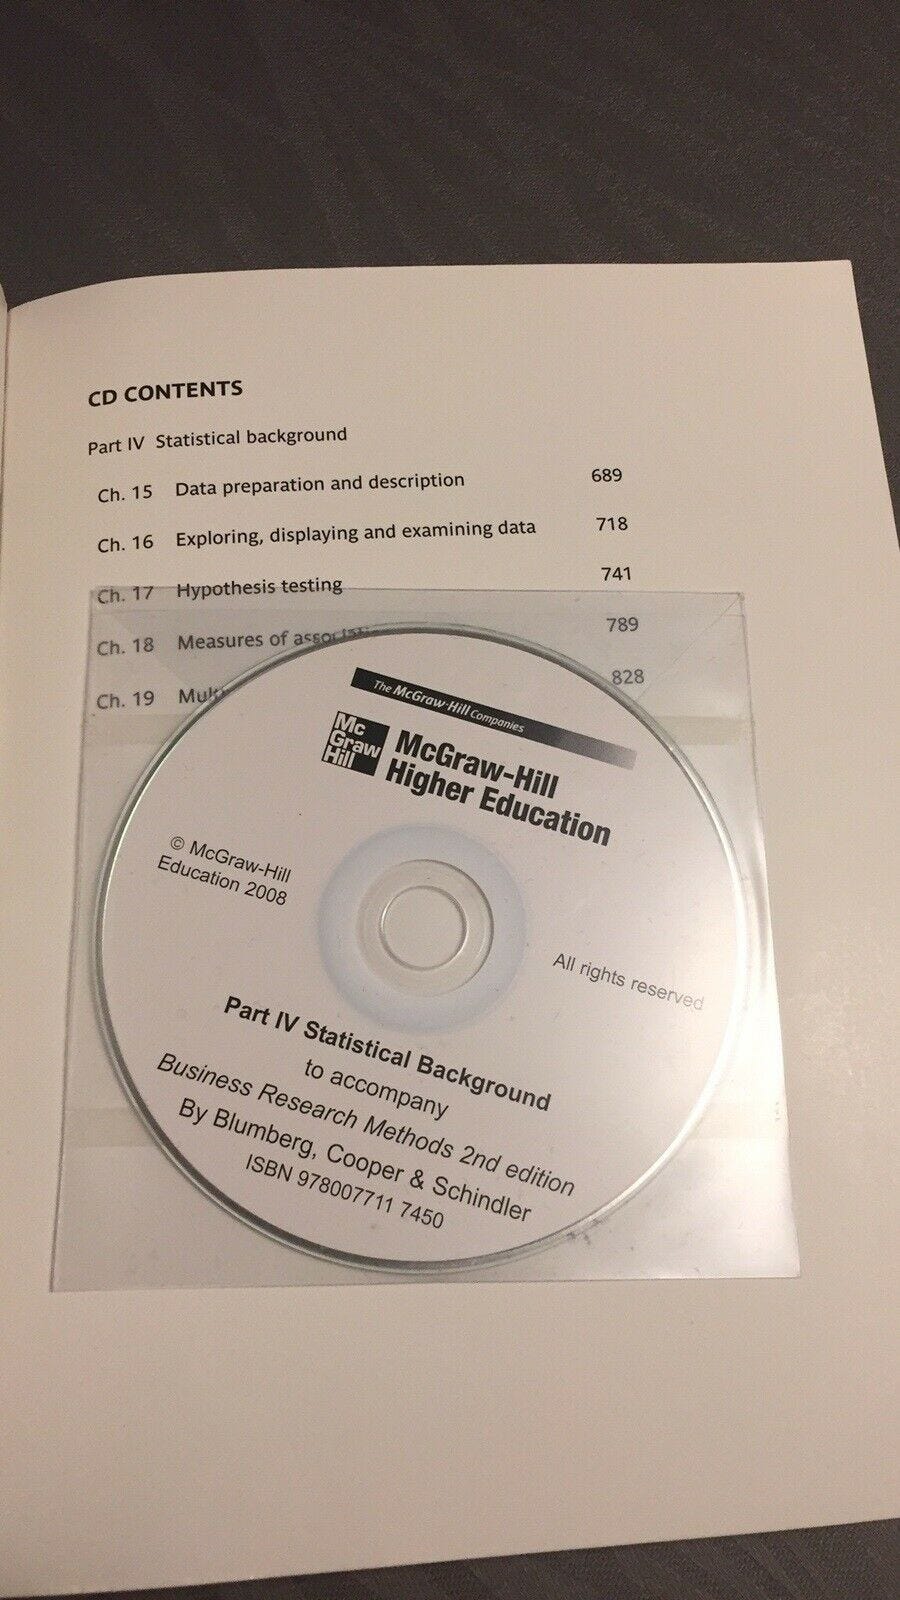 CD CONTENTS
Part IV Statistical background
Ch. 15 Data preparation and description 689
Ch. 16 Exploring, displaying and examining data 718
Ch. 17 Hypothesis testing 741
Ch. 18 Measures of 789
Ch. 19 828
The McGraw-Hill Companies
Mc
Graw
Hill
McGraw-Hill
Higher Education
© McGraw-Hill
Education 2008
All rights reserved
Part IV Statistical Background
to accompany
Business Research Methods 2nd edition
By Blumberg, Cooper & Schindler
ISBN 978007711 7450